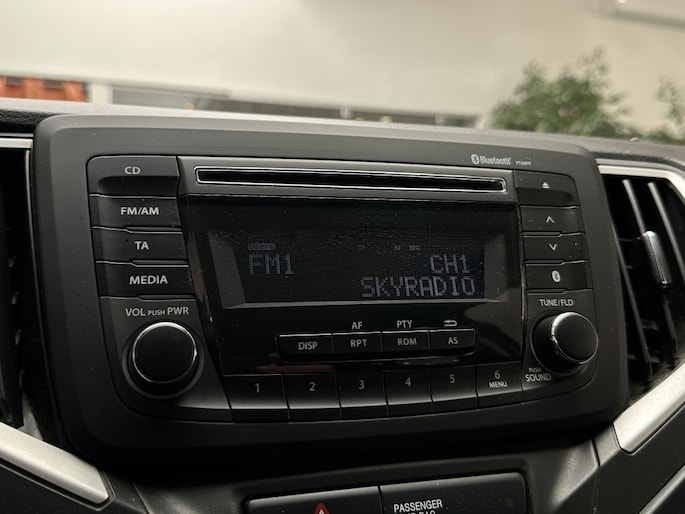 Bluetooth
CD
FM/AM
TA
MEDIA
VOL PUSH PWR
FM1 CH1
SKYRADIO
TUNE/FLD
AF PTY
DISP RPT RDM AS
1 2 3 4 5 6
MENU
PUSH
SOUND
PASSENGER